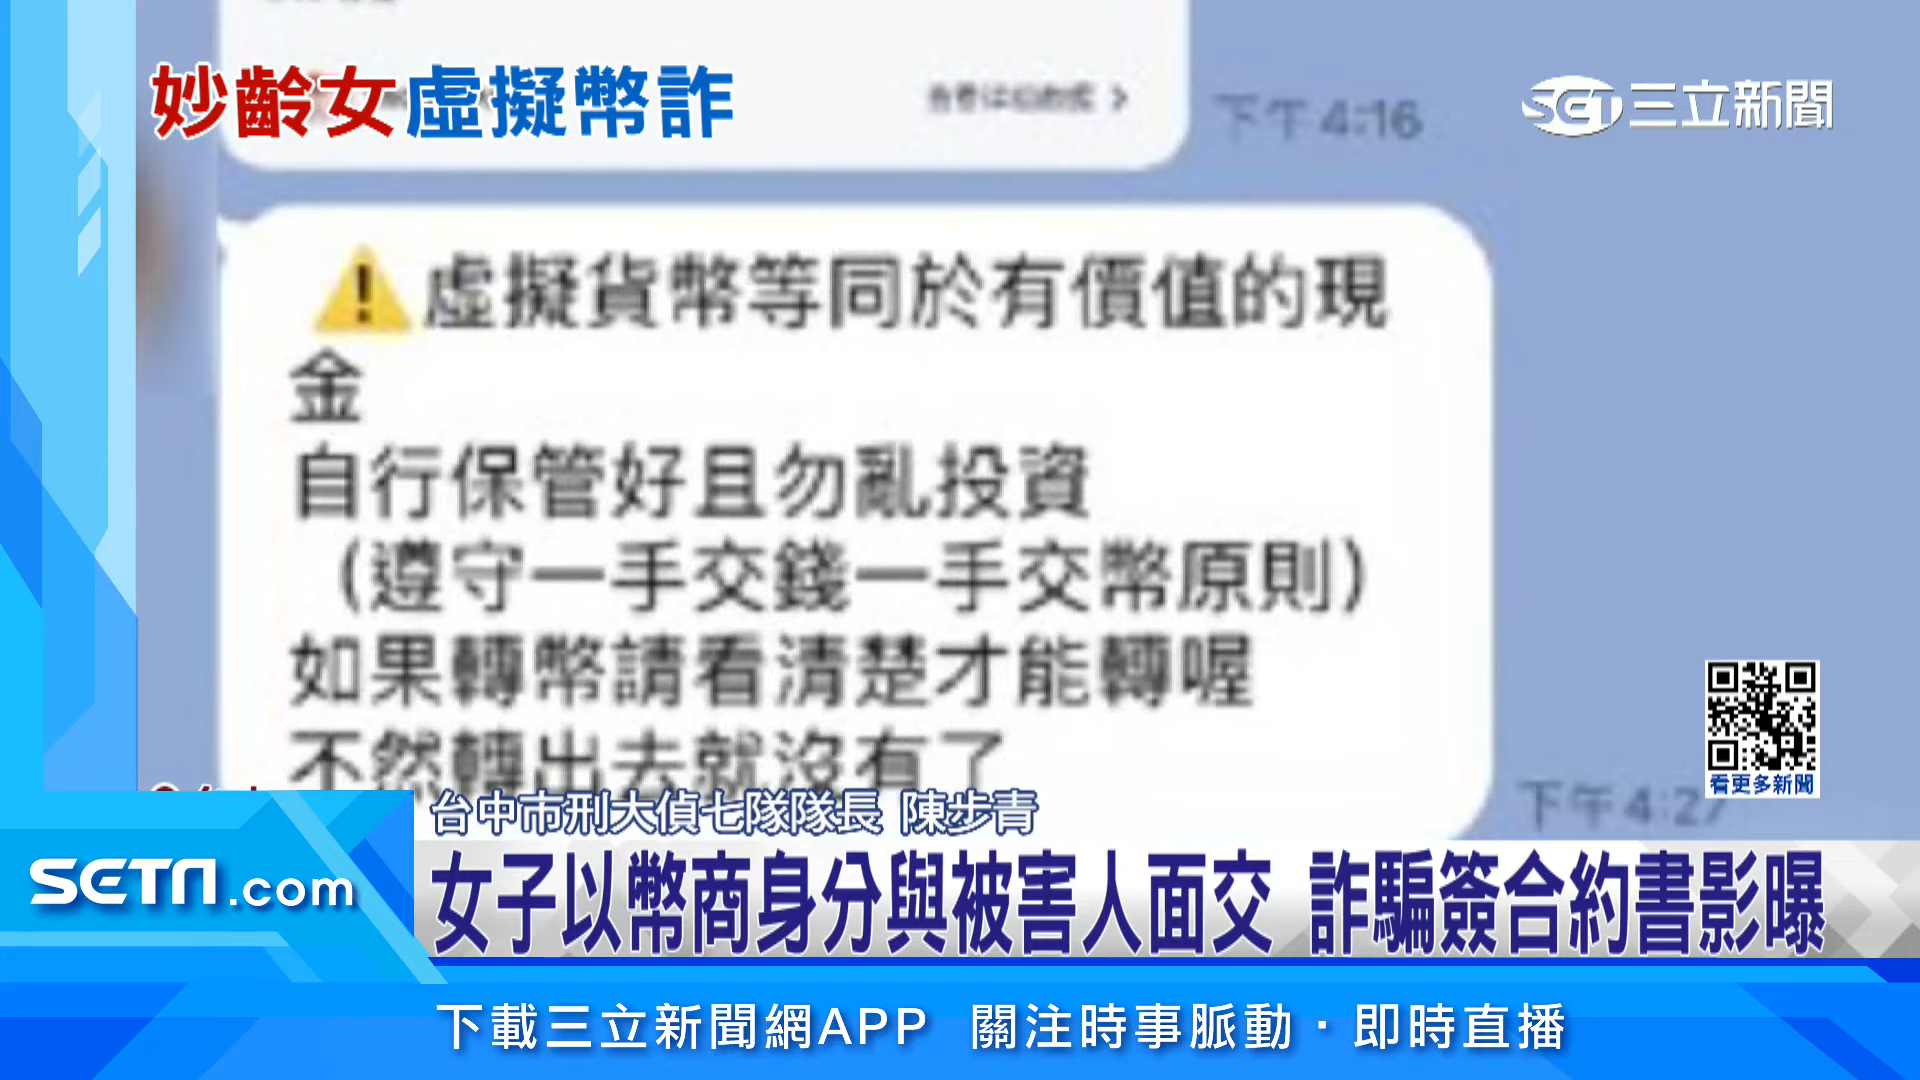 妙齡女虛擬幣詐
SET三立新聞
下午4:16
⚠虛擬貨幣等同於有價值的現
金
自行保管好且勿亂投資
（遵守一手交錢一手交幣原則）
如果轉幣請看清楚才能轉喔
不然轉出去就沒有了
下午4:27
看更多新聞
台中市刑大偵七隊隊長 陳步青
SETN.com
女子以幣商身分與被害人面交 詐騙簽合約書影曝
下載三立新聞網APP 關注時事脈動·即時直播